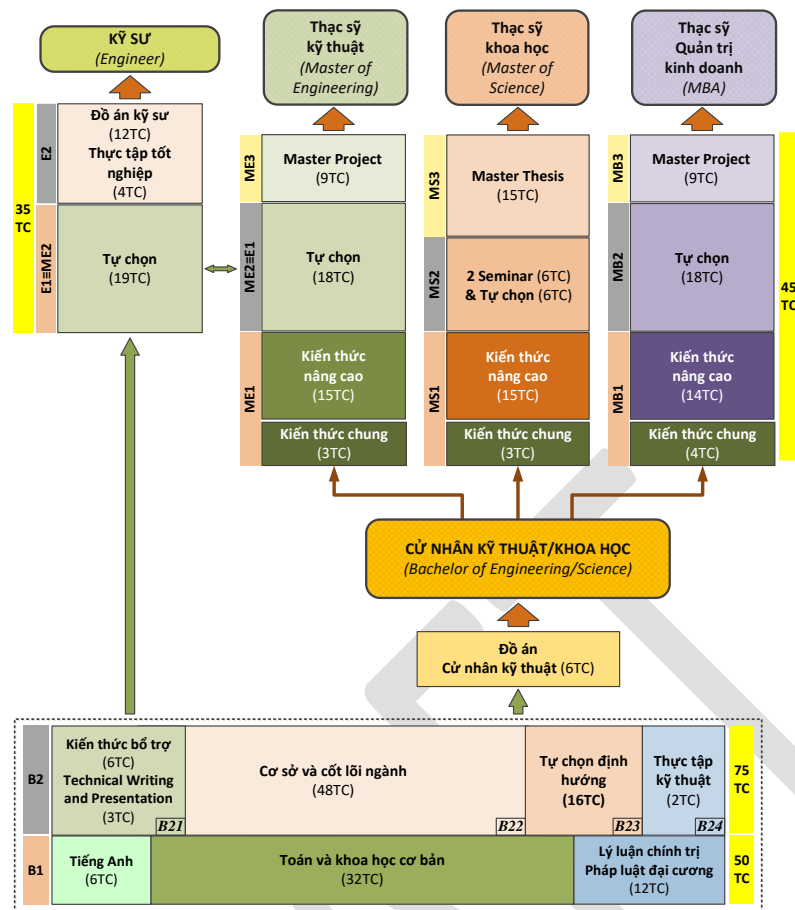 KỸ SƯ
(Engineer)
Thạc sỹ
kỹ thuật
(Master of
Engineering)
Thạc sỹ
khoa học
(Master of
Science)
Thạc sỹ
Quản trị
kinh doanh
(MBA)
35
TC
E2
E1≡ME2
Đồ án kỹ sư
(12TC)
Thực tập tốt
nghiệp
(4TC)
Tự chọn
(19TC)
ME3
ME2≡E1
ME1
Master Project
(9TC)
Tự chọn
(18TC)
Kiến thức
nâng cao
(15TC)
Kiến thức chung
(3TC)
MS3
MS2
MS1
Master Thesis
(15TC)
2 Seminar (6TC)
& Tự chọn (6TC)
Kiến thức
nâng cao
(15TC)
Kiến thức chung
(3TC)
MB3
MB2
MB1
Master Project
(9TC)
Tự chọn
(18TC)
Kiến thức
nâng cao
(14TC)
Kiến thức chung
(4TC)
45
TC
CỬ NHÂN KỸ THUẬT/KHOA HỌC
(Bachelor of Engineering/Science)
Đồ án
Cử nhân kỹ thuật (6TC)
B2
Kiến thức bổ trợ
(6TC)
Technical Writing
and Presentation
(3TC)
B21
Cơ sở và cốt lõi ngành
(48TC)
B22
Tự chọn định
hướng
(16TC)
B23
Thực tập
kỹ thuật
(2TC)
B24
75
TC
B1
Tiếng Anh
(6TC)
Toán và khoa học cơ bản
(32TC)
Lý luận chính trị
Pháp luật đại cương
(12TC)
50
TC